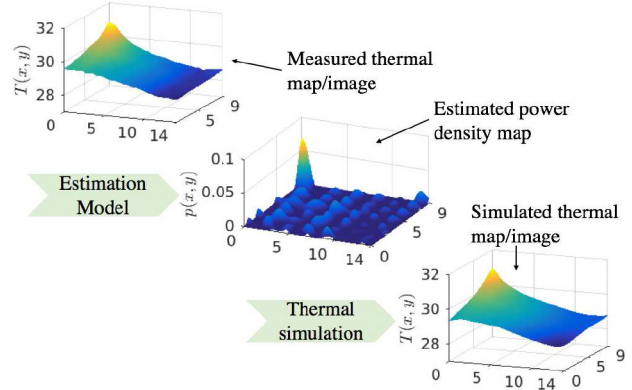 32
30
28
T(x, y)
0
5
10
14
5
9
Measured thermal
map/image
Estimated power
density map
Estimation
Model
0.1
0.05
0
p(x, y)
0
5
10
14
0
5
9
Simulated thermal
map/image
Thermal
simulation
32
30
28
T(x, y)
0
5
10
14
0
5
9